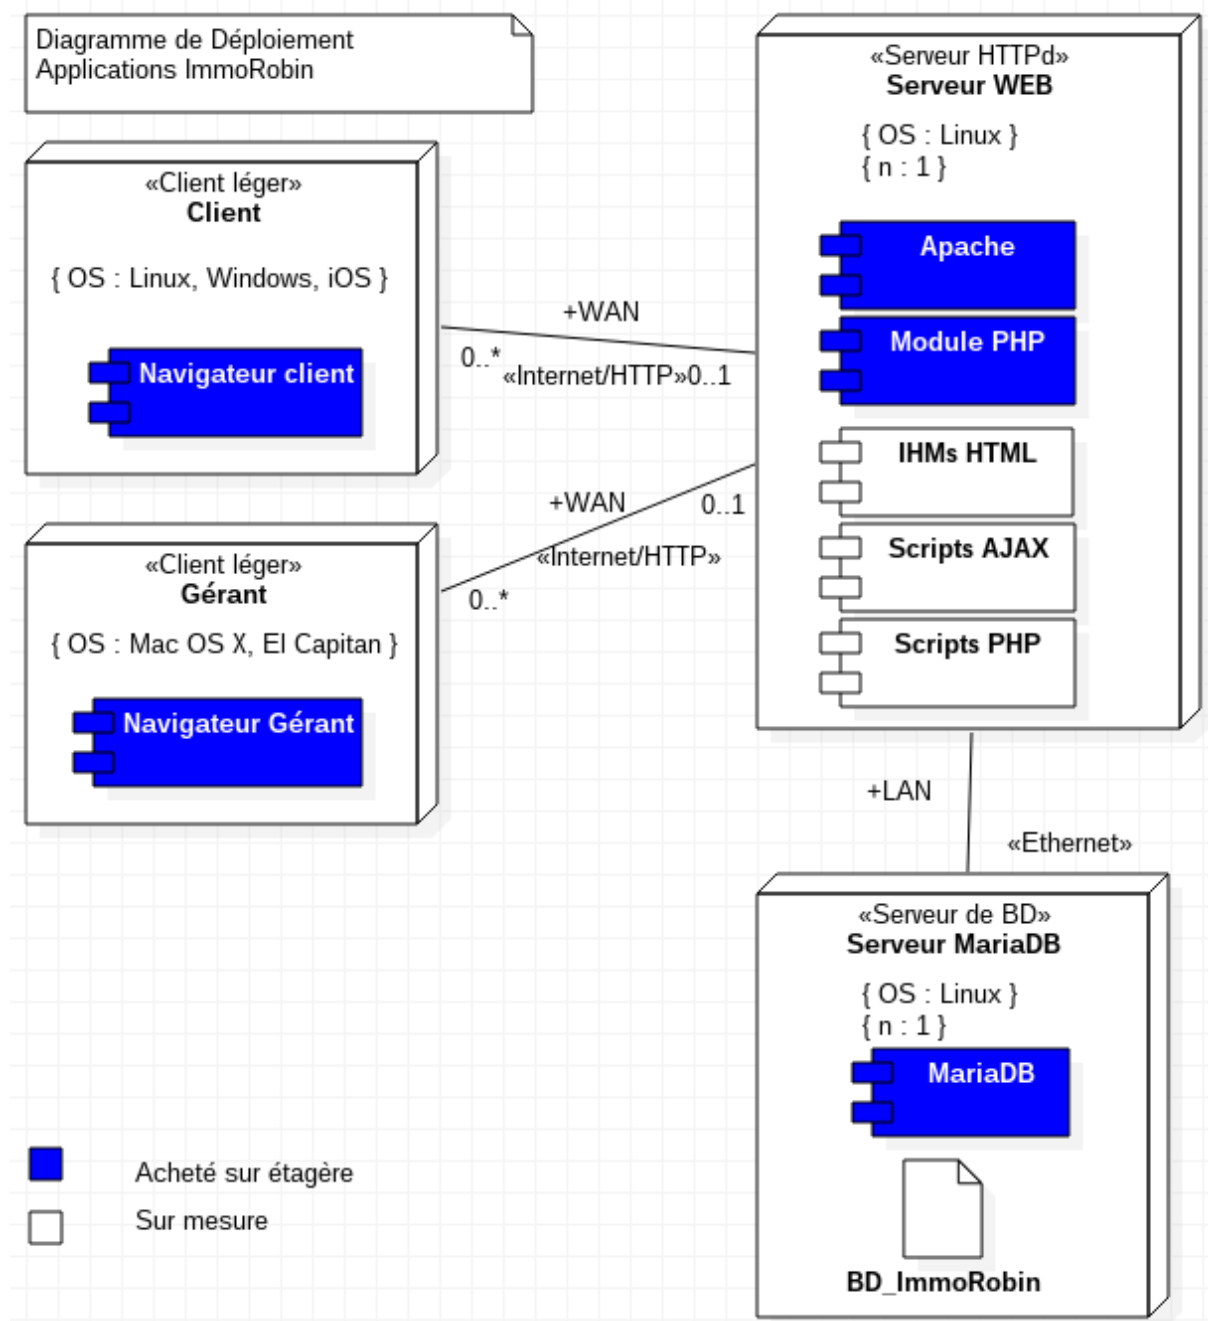 Diagramme de Déploiement
Applications ImmoRobin
«Client léger»
Client
{ OS : Linux, Windows, iOS }
Navigateur client
«Client léger»
Gérant
{ OS : Mac OS X, El Capitan }
Navigateur Gérant
+WAN
0..*
«Internet/HTTP»
0..1
+WAN
0..1
«Internet/HTTP»
0..*
«Serveur HTTPd»
Serveur WEB
{ OS : Linux }
{ n : 1 }
Apache
Module PHP
IHMs HTML
Scripts AJAX
Scripts PHP
+LAN
«Ethernet»
«Serveur de BD»
Serveur MariaDB
{ OS : Linux }
{ n : 1 }
MariaDB
BD_ImmoRobin
Acheté sur étagère
Sur mesure